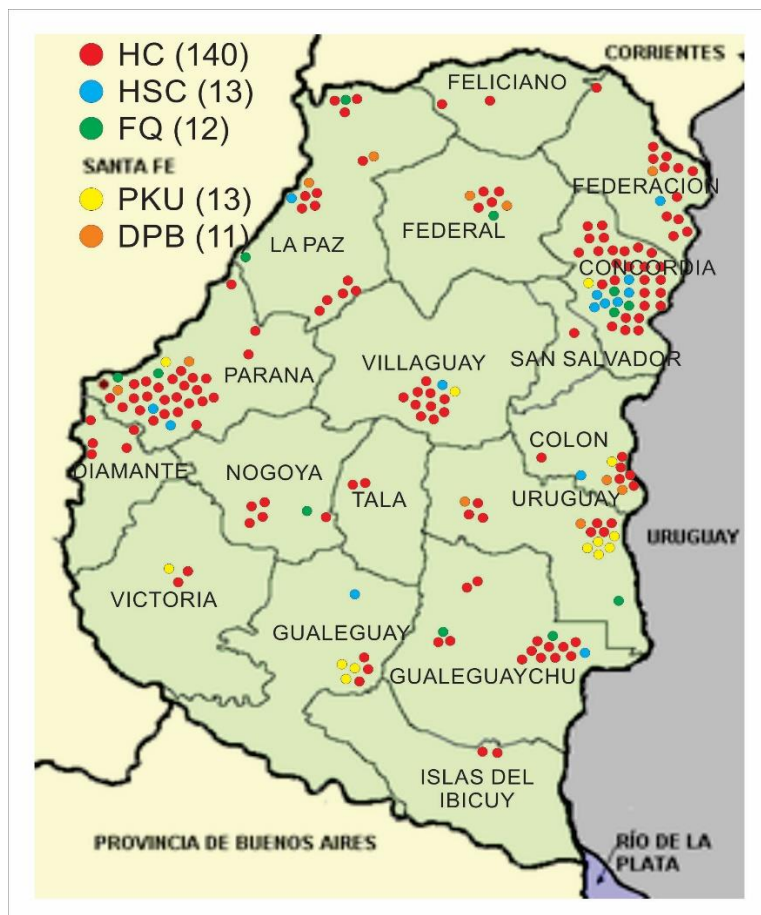 HC (140)
CORRIENTES
HSC (13)
FELICIANO
FQ (12)
SANTA FE
PKU (13)
FEDERACION
DPB (11)
FEDERAL
LA PAZ
CONCORDIA
VILLAGUAY
SAN SALVADOR
PARANA
COLON
DIAMANTE
NOGOYA
TALA
URUGUAY
URUGUAY
VICTORIA
GUALEGUAY
GUALEGUAYCHU
ISLAS DEL
IBICUY
PROVINCIA DE BUENOS AIRES
RÍO DE LA
PLATA